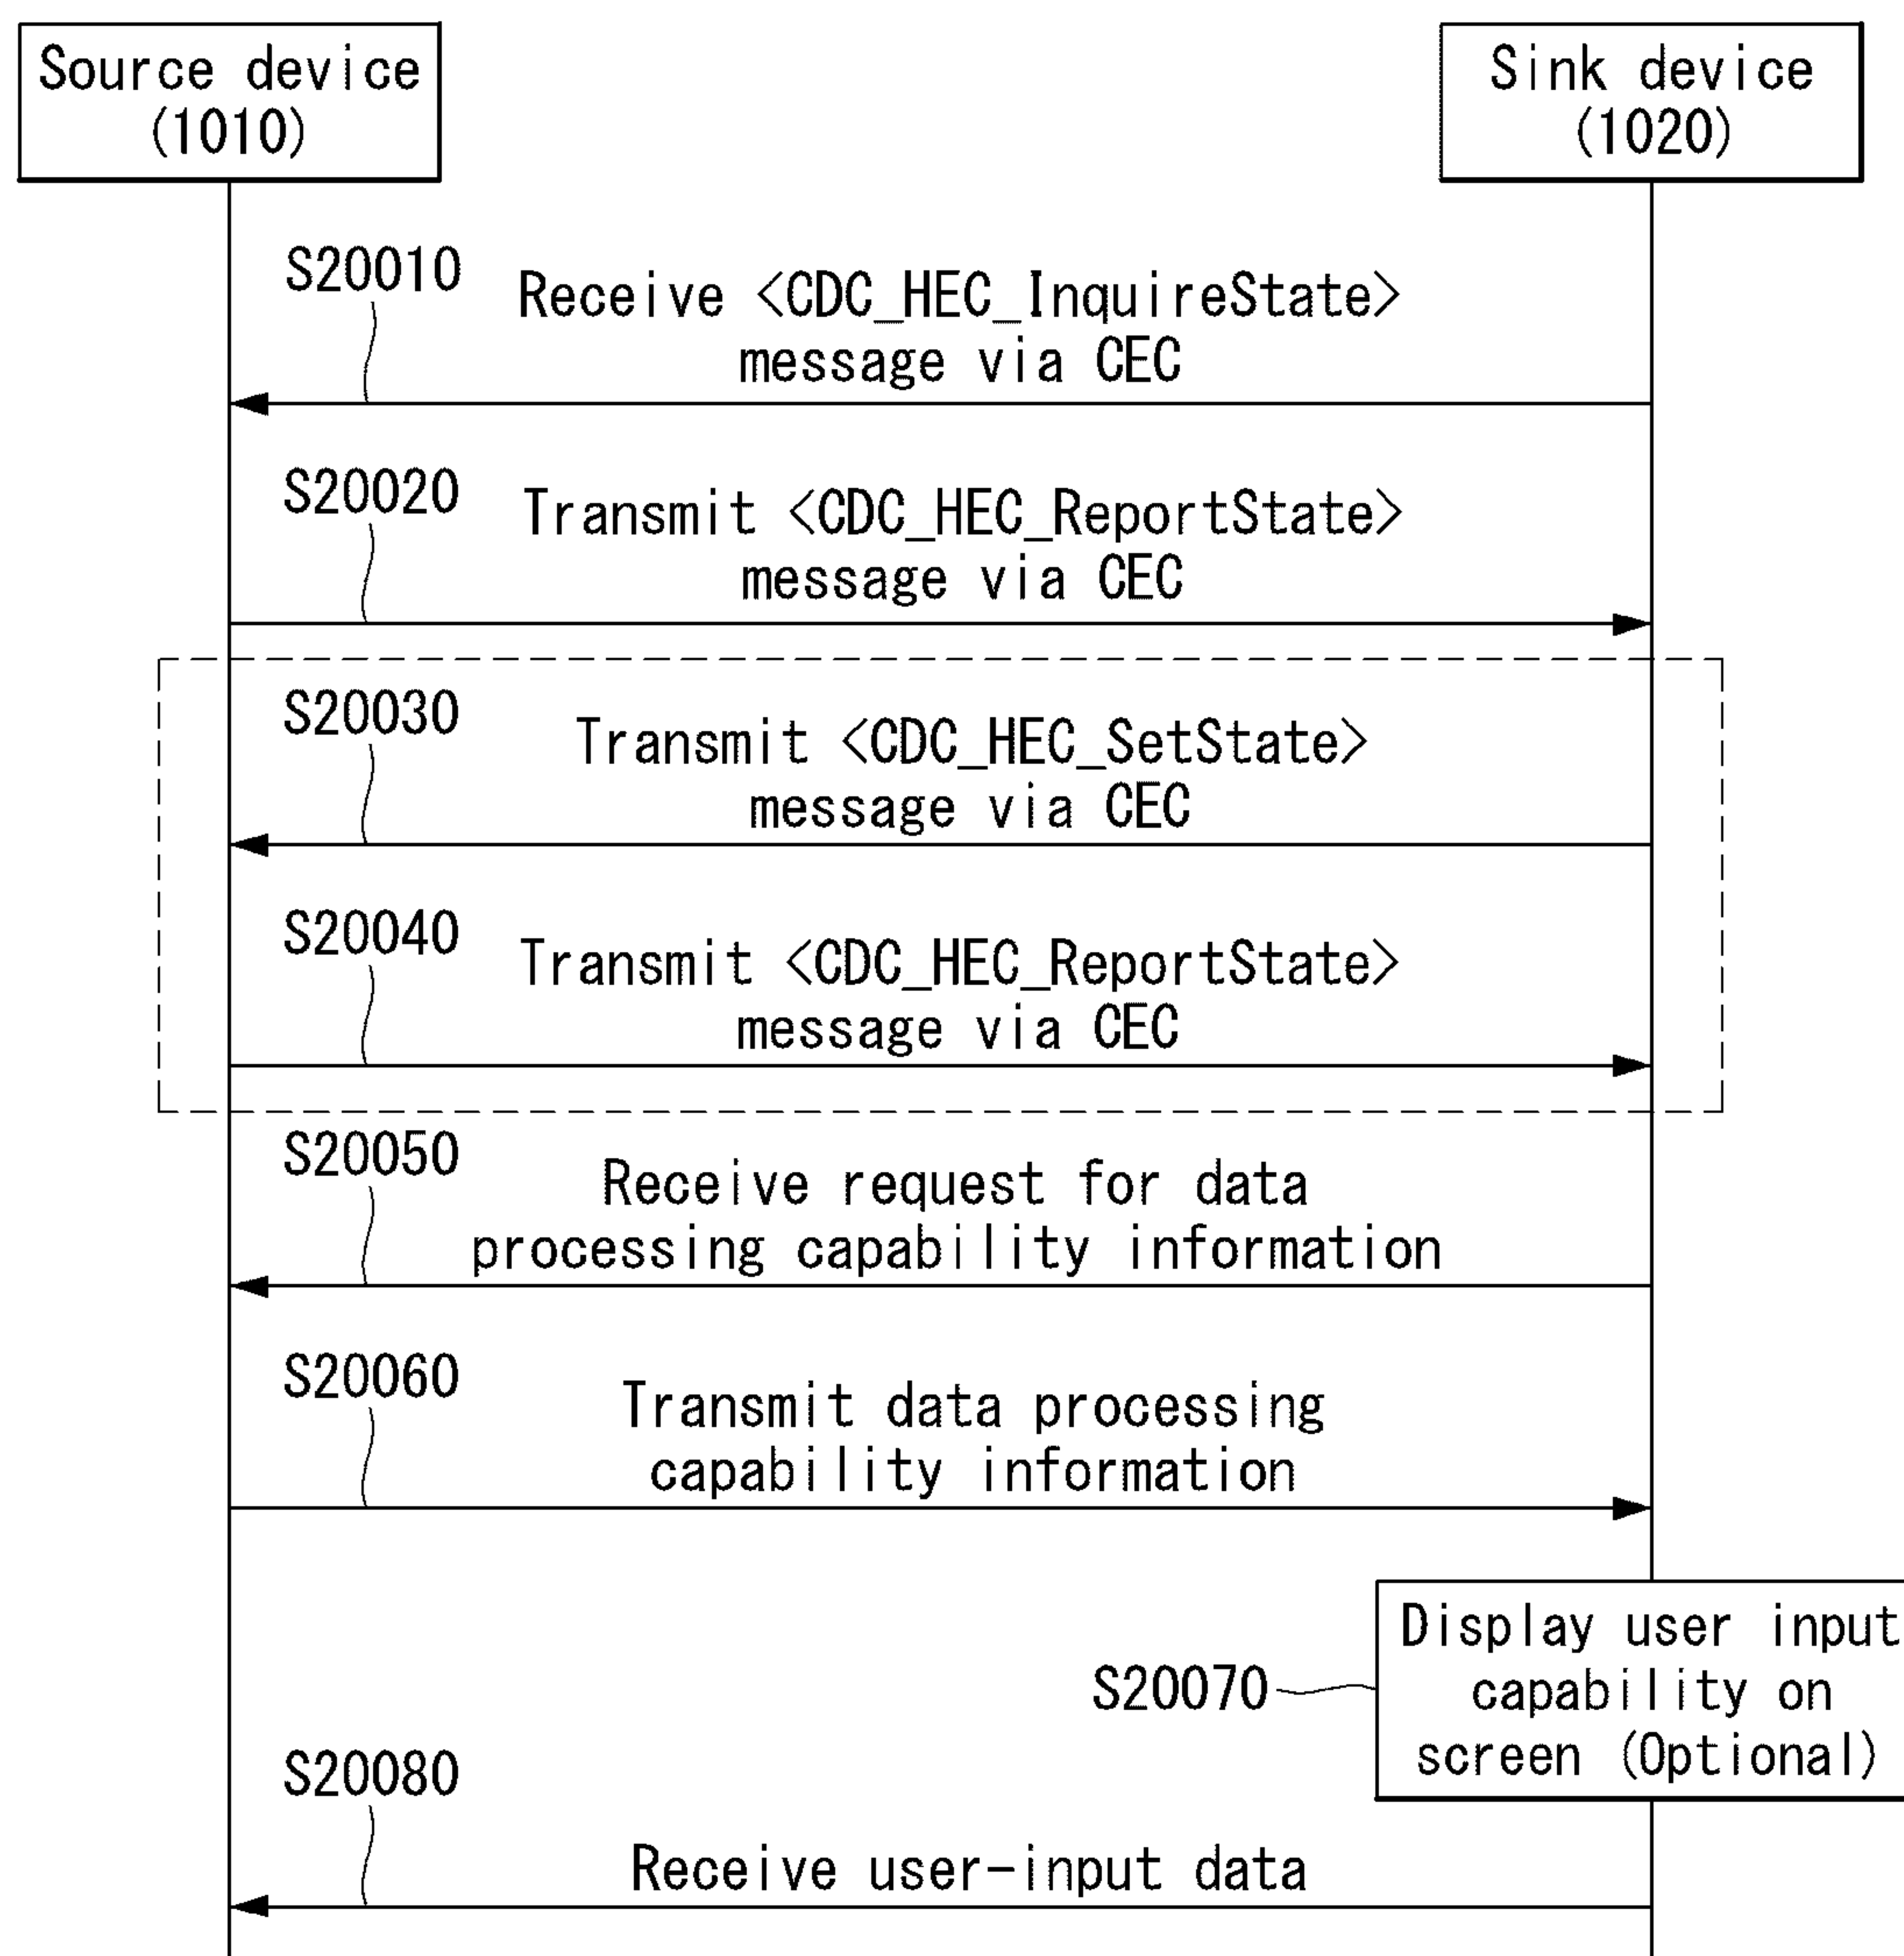 Source device
(1010)
Sink device
(1020)
S20010
Receive <CDC_HEC_InquireState>
message via CEC
S20020
Transmit <CDC_HEC_ReportState>
message via CEC
S20030
Transmit <CDC_HEC_SetState>
message via CEC
S20040
Transmit <CDC_HEC_ReportState>
message via CEC
S20050
Receive request for data
processing capability information
S20060
Transmit data processing
capability information
Display user input
capability on
screen (Optional)
S20070
S20080
Receive user-input data